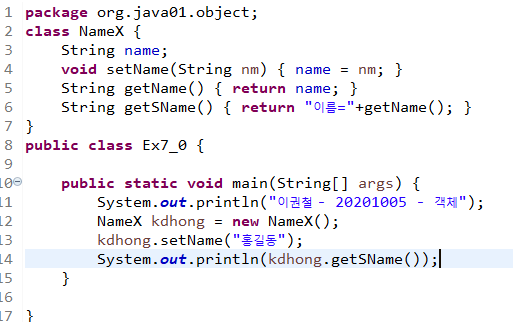 1 package org.java01.object;
2 class NameX {
3     String name;
4     void setName(String nm) { name = nm; }
5     String getName() { return name; }
6     String getSName() { return "이름="+getName(); }
7 }
8 public class Ex7_0 {
9
10     public static void main(String[] args) {
11         System.out.println("이권철 - 20201005 - 객체");
12         NameX kdhong = new NameX();
13         kdhong.setName("홍길동");
14         System.out.println(kdhong.getSName());
15     }
16
17 }